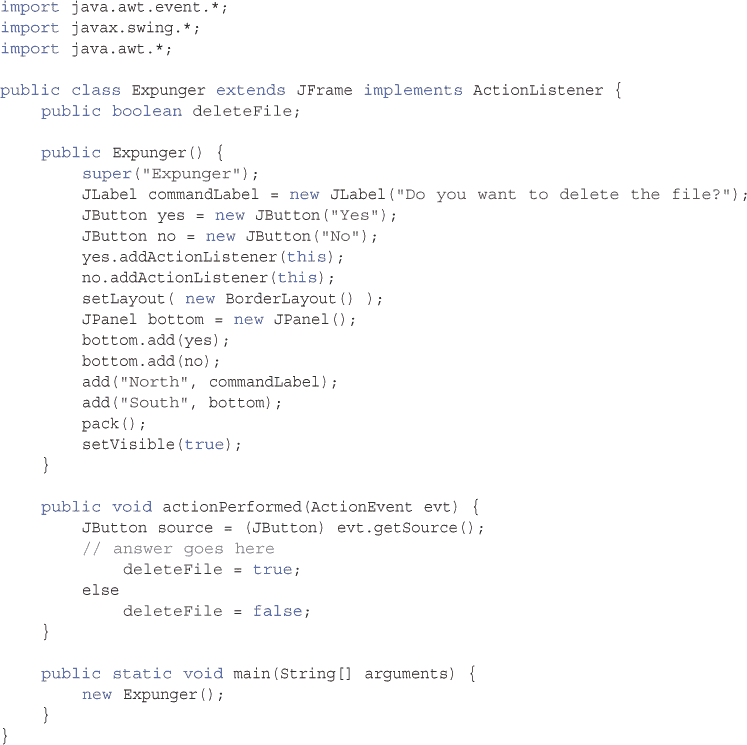 import java.awt.event.*;
import javax.swing.*;
import java.awt.*;

public class Expunger extends JFrame implements ActionListener {
    public boolean deleteFile;

    public Expunger() {
        super("Expunger");
        JLabel commandLabel = new JLabel("Do you want to delete the file?");
        JButton yes = new JButton("Yes");
        JButton no = new JButton("No");
        yes.addActionListener(this);
        no.addActionListener(this);
        setLayout( new BorderLayout() );
        JPanel bottom = new JPanel();
        bottom.add(yes);
        bottom.add(no);
        add("North", commandLabel);
        add("South", bottom);
        pack();
        setVisible(true);
    }

    public void actionPerformed(ActionEvent evt) {
        JButton source = (JButton) evt.getSource();
        // answer goes here
            deleteFile = true;
        else
            deleteFile = false;
    }

    public static void main(String[] arguments) {
        new Expunger();
    }
}